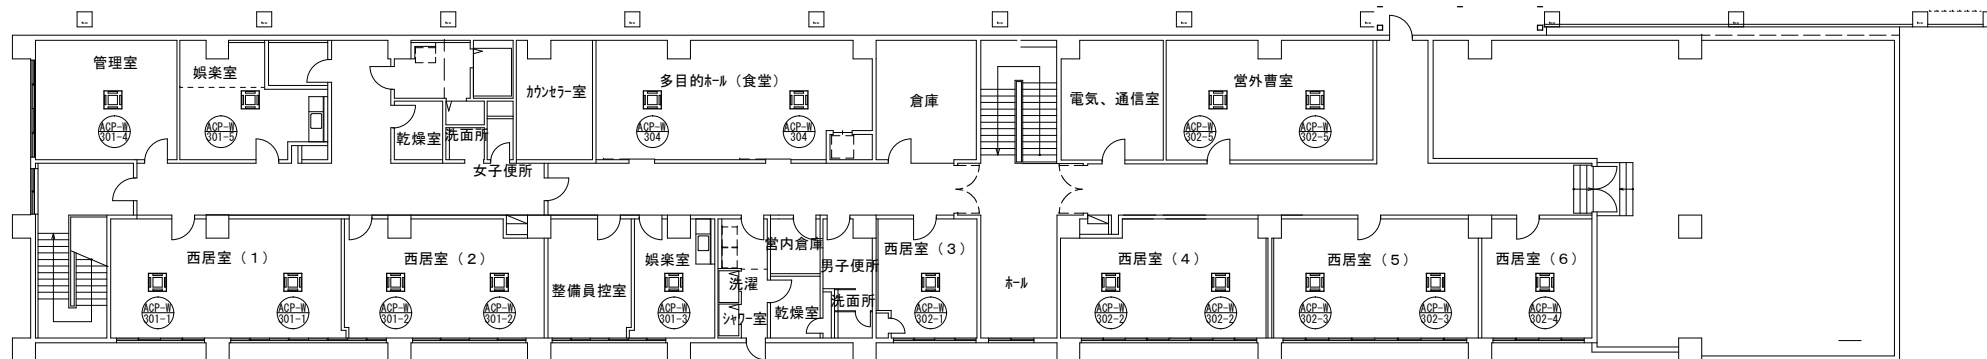 管理室
娯楽室
カウンセラー室
多目的ホール（食堂）
倉庫
電気、通信室
営外曹室
ACP-W
301-4
ACP-W
301-5
乾燥室
洗面所
ACP-W
304
ACP-W
304
ACP-W
302-5
ACP-W
302-5
女子便所
西居室（１）
西居室（２）
整備員控室
娯楽室
洗濯
シャワー室
営内倉庫
乾燥室
男子便所
洗面所
西居室（３）
ホール
西居室（４）
西居室（５）
西居室（６）
ACP-W
301-1
ACP-W
301-1
ACP-W
301-2
ACP-W
301-2
ACP-W
301-3
ACP-W
302-1
ACP-W
302-2
ACP-W
302-2
ACP-W
302-3
ACP-W
302-3
ACP-W
302-4